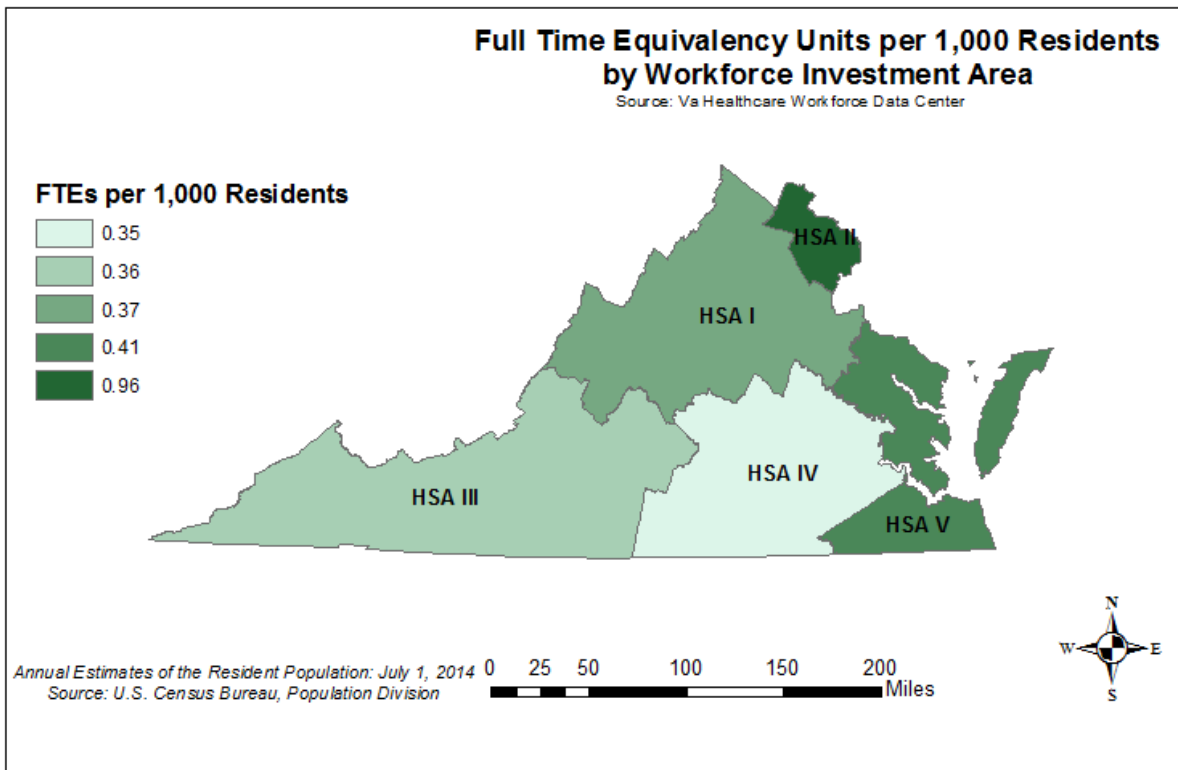 Full Time Equivalency Units per 1,000 Residents
by Workforce Investment Area
Source: Va Healthcare Workforce Data Center
FTEs per 1,000 Residents
0.35
0.36
0.37
0.41
0.96
HSA II
HSA I
HSA IV
HSA III
HSA V
N
W E
S
Annual Estimates of the Resident Population: July 1, 2014
Source: U.S. Census Bureau, Population Division
0 25 50 100 150 200
Miles